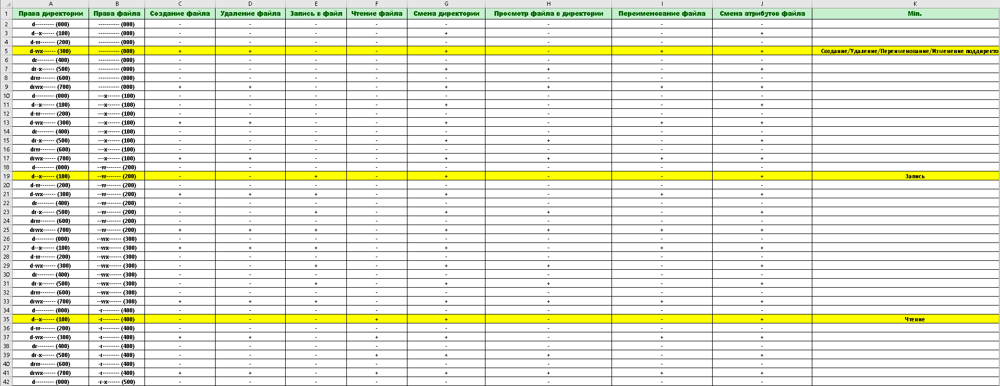 A B C D E F G H I J K
1 Права директории Права файла Создание файла Удаление файла Запись в файл Чтение файла Смена директории Просмотр файла в директории Переименование файла Смена атрибутов файла Min.
2 d--------- (000) ---------- (000) - - - - - - - -
3 d--x------ (100) ---------- (000) - - - - + - - +
4 d-w------- (200) ---------- (000) - - - - - - - -
5 d-wx------ (300) ---------- (000) + + - - + - + + Создание/Удаление/Переименование/Изменение поддиректо
6 dr-------- (400) ---------- (000) - - - - - - - -
7 dr-x------ (500) ---------- (000) - - - - + + - +
8 drw------- (600) ---------- (000) - - - - - - - -
9 drwx------ (700) ---------- (000) + + - - + + + +
10 d--------- (000) ---x------ (100) - - - - - - - -
11 d--x------ (100) ---x------ (100) - - - - + - - +
12 d-w------- (200) ---x------ (100) - - - - - - - -
13 d-wx------ (300) ---x------ (100) + + - - + - + +
14 dr-------- (400) ---x------ (100) - - - - - - - -
15 dr-x------ (500) ---x------ (100) - - - - + + - +
16 drw------- (600) ---x------ (100) - - - - - - - -
17 drwx------ (700) ---x------ (100) + + - - + + + +
18 d--------- (000) --w------- (200) - - - - - - - -
19 d--x------ (100) --w------- (200) - - + - + - - + Запись
20 d-w------- (200) --w------- (200) - - - - - - - -
21 d-wx------ (300) --w------- (200) + + + - + - + +
22 dr-------- (400) --w------- (200) - - - - - - - -
23 dr-x------ (500) --w------- (200) - - + - + + - +
24 drw------- (600) --w------- (200) - - - - - - - -
25 drwx------ (700) --w------- (200) + + + - + + + +
26 d--------- (000) --wx------ (300) - - - - - - - -
27 d--x------ (100) --wx------ (300) + + + - + - + +
28 d-w------- (200) --wx------ (300) - - - - - - - -
29 d-wx------ (300) --wx------ (300) - - + - + + - +
30 dr-------- (400) --wx------ (300) - - - - - - - -
31 dr-x------ (500) --wx------ (300) - - + - + + - +
32 drw------- (600) --wx------ (300) - - - - - - - -
33 drwx------ (700) --wx------ (300) + + + - + + + +
34 d--------- (000) -r-------- (400) - - - - - - - -
35 d--x------ (100) -r-------- (400) - - - + + - - + Чтение
36 d-w------- (200) -r-------- (400) - - - - - - - -
37 d-wx------ (300) -r-------- (400) + + - + + - + +
38 dr-------- (400) -r-------- (400) - - - - - - - -
39 dr-x------ (500) -r-------- (400) - - - + + + - +
40 drw------- (600) -r-------- (400) - - - - - - - -
41 drwx------ (700) -r-------- (400) + + - + + + + +
42 d--------- (000) -r-x------ (500) - - - - - - - -